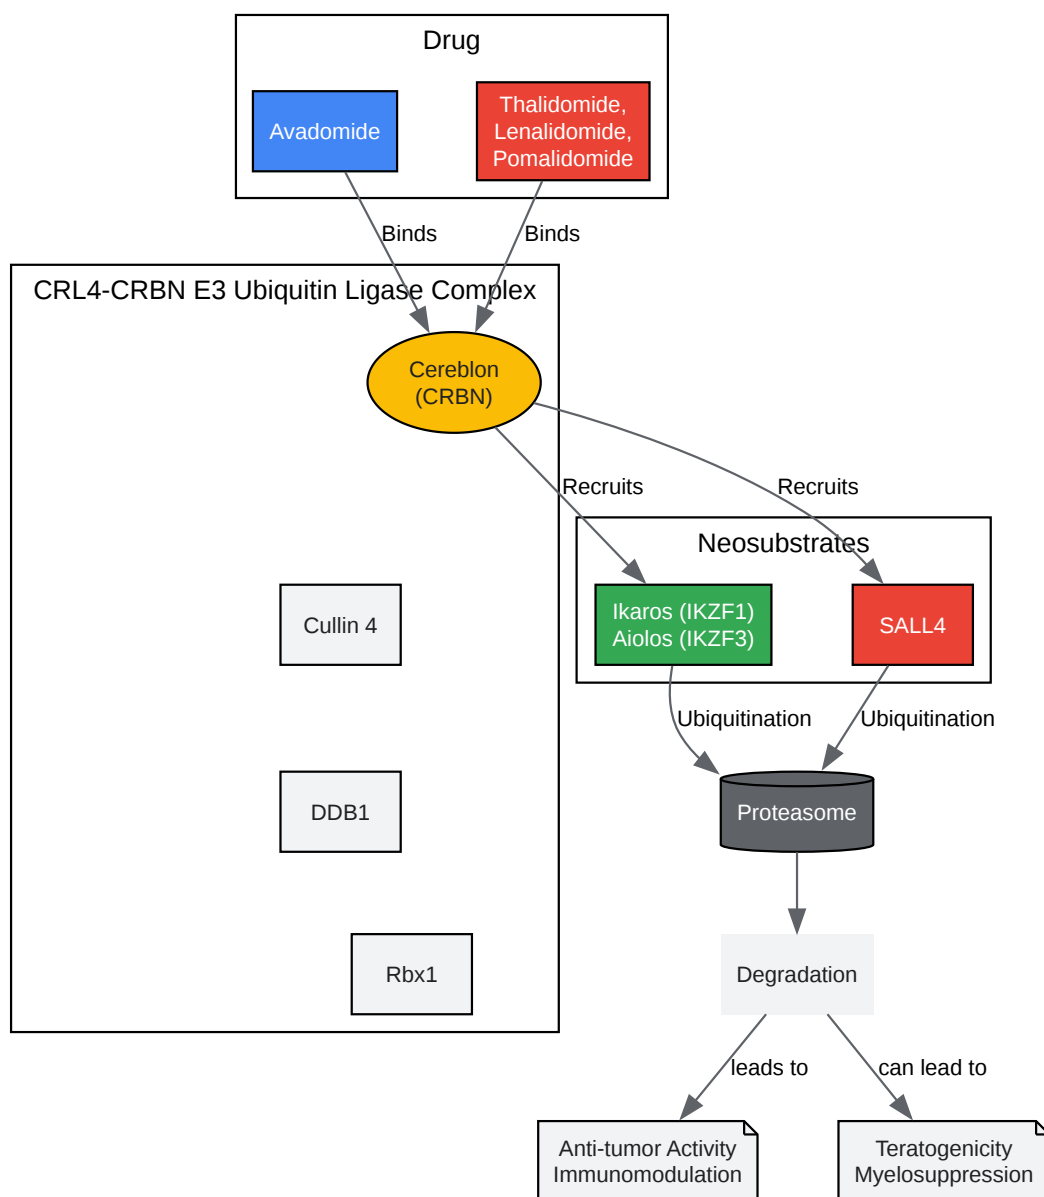 Drug
Avadomide
Thalidomide,
Lenalidomide,
Pomalidomide
Binds
Binds
CRL4-CRBN E3 Ubiquitin Ligase Complex
Cereblon
(CRBN)
Recruits
Recruits
Neosubstrates
Ikaros (IKZF1)
Aiolos (IKZF3)
SALL4
Cullin 4
Ubiquitination
Ubiquitination
DDB1
Proteasome
Rbx1
Degradation
leads to
can lead to
Anti-tumor Activity
Immunomodulation
Teratogenicity
Myelosuppression